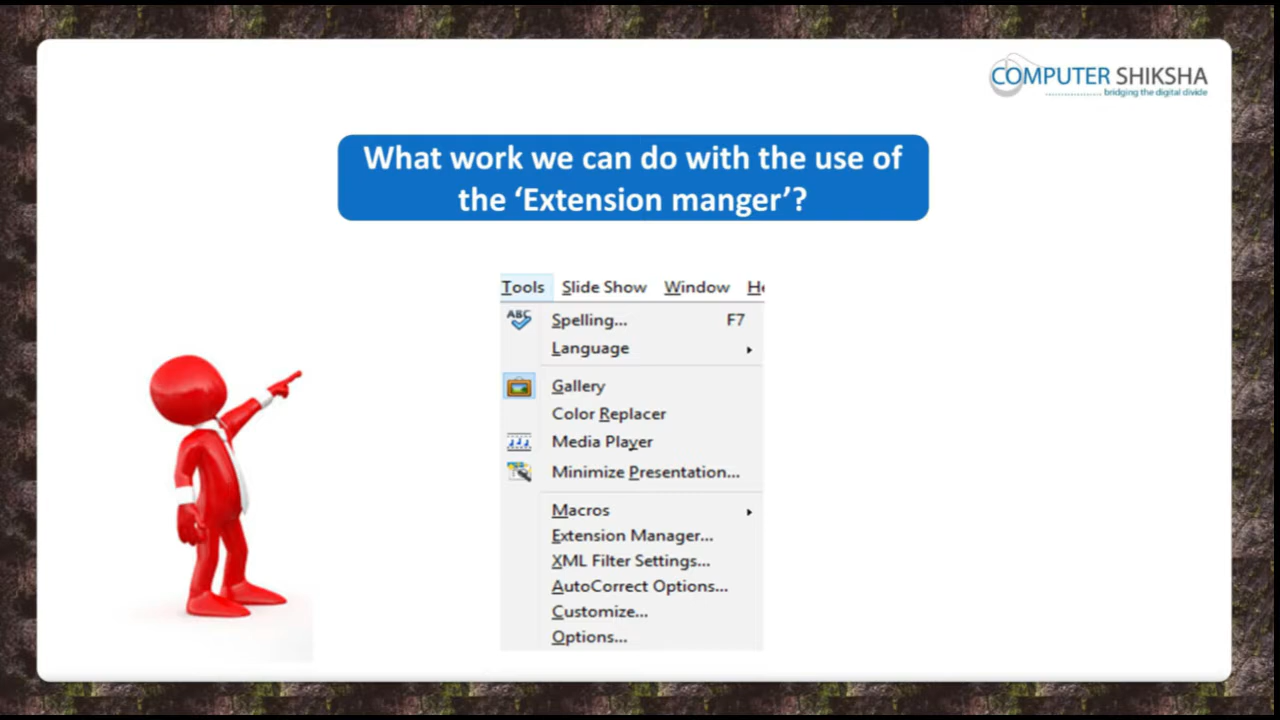 COMPUTER SHIKSHA
bridging the digital divide
What work we can do with the use of
the ‘Extension manger’?
Tools Slide Show Window He
ABC Spelling... F7
Language
Gallery
Color Replacer
Media Player
Minimize Presentation...
Macros
Extension Manager...
XML Filter Settings...
AutoCorrect Options...
Customize...
Options...